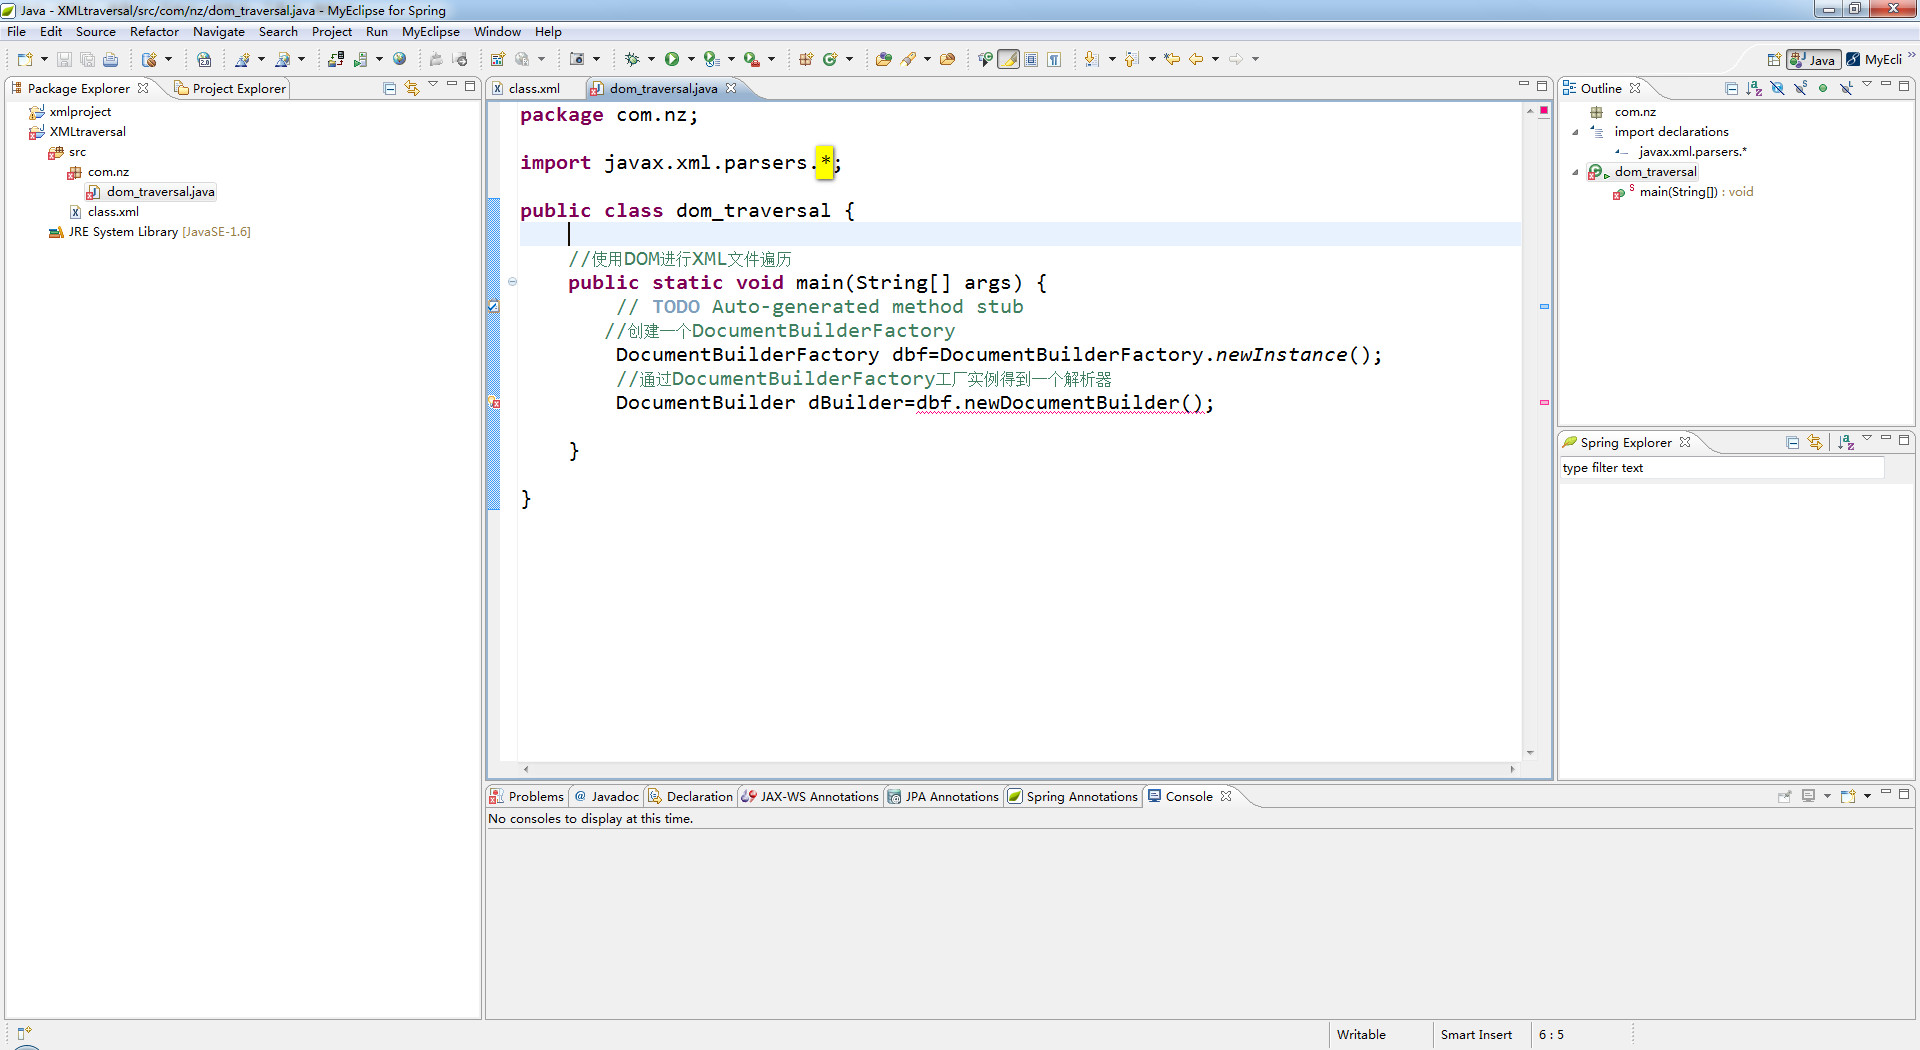 Java - XMLtraversal/src/com/nz/dom_traversal.java - MyEclipse for Spring
File Edit Source Refactor Navigate Search Project Run MyEclipse Window Help
Java MyEcli
Package Explorer Project Explorer
xmlproject
XMLtraversal
src
com.nz
dom_traversal.java
class.xml
JRE System Library [JavaSE-1.6]
class.xml dom_traversal.java
package com.nz;
import javax.xml.parsers.*;
public class dom_traversal {
//使用DOM进行XML文件遍历
public static void main(String[] args) {
// TODO Auto-generated method stub
//创建一个DocumentBuilderFactory
DocumentBuilderFactory dbf=DocumentBuilderFactory.newInstance();
//通过DocumentBuilderFactory工厂实例得到一个解析器
DocumentBuilder dBuilder=dbf.newDocumentBuilder();
}
}
Outline
com.nz
import declarations
javax.xml.parsers.*
dom_traversal
main(String[]) : void
Spring Explorer
type filter text
Problems @ Javadoc Declaration JAX-WS Annotations JPA Annotations Spring Annotations Console
No consoles to display at this time.
Writable Smart Insert 6 : 5